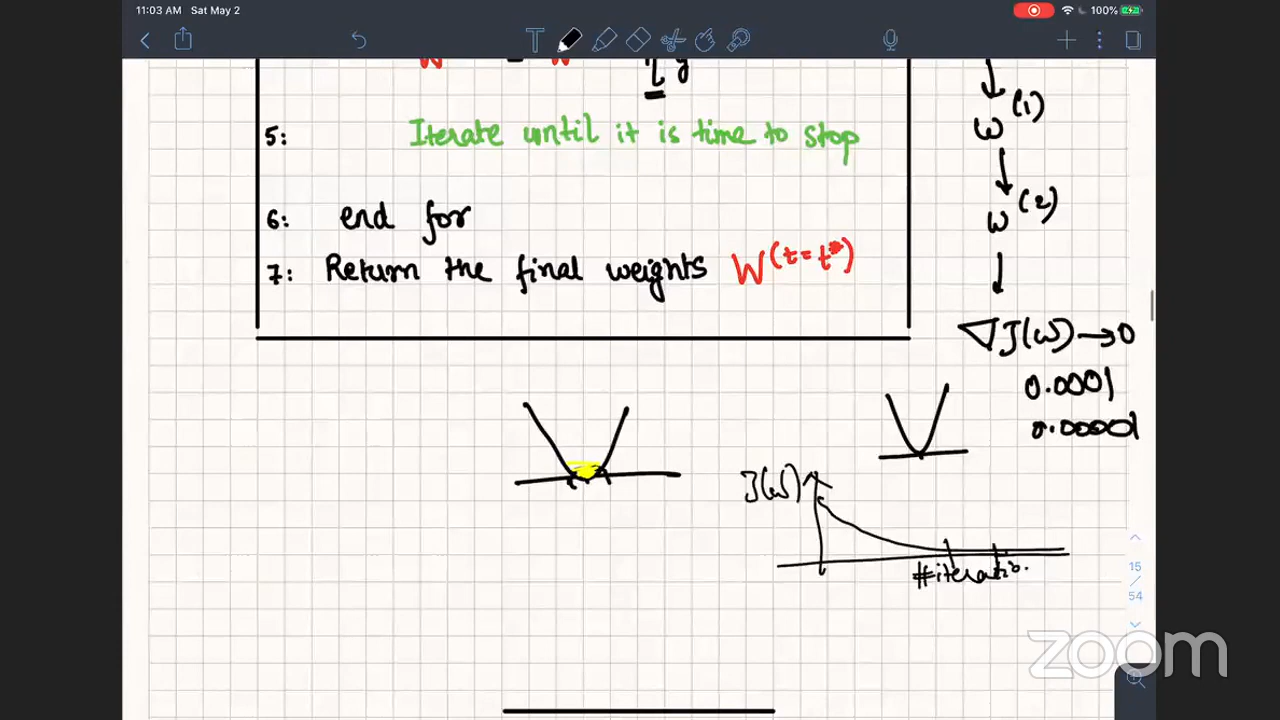 11:03 AM Sat May 2
100%
5: Iterate until it is time to stop
6: end for
7: Return the final weights W^(t=t*)
w^(1)
w^(2)
∇J(w)→0
0.0001
0.00001
J(w)
#iteratio.
15
/
54
zoom